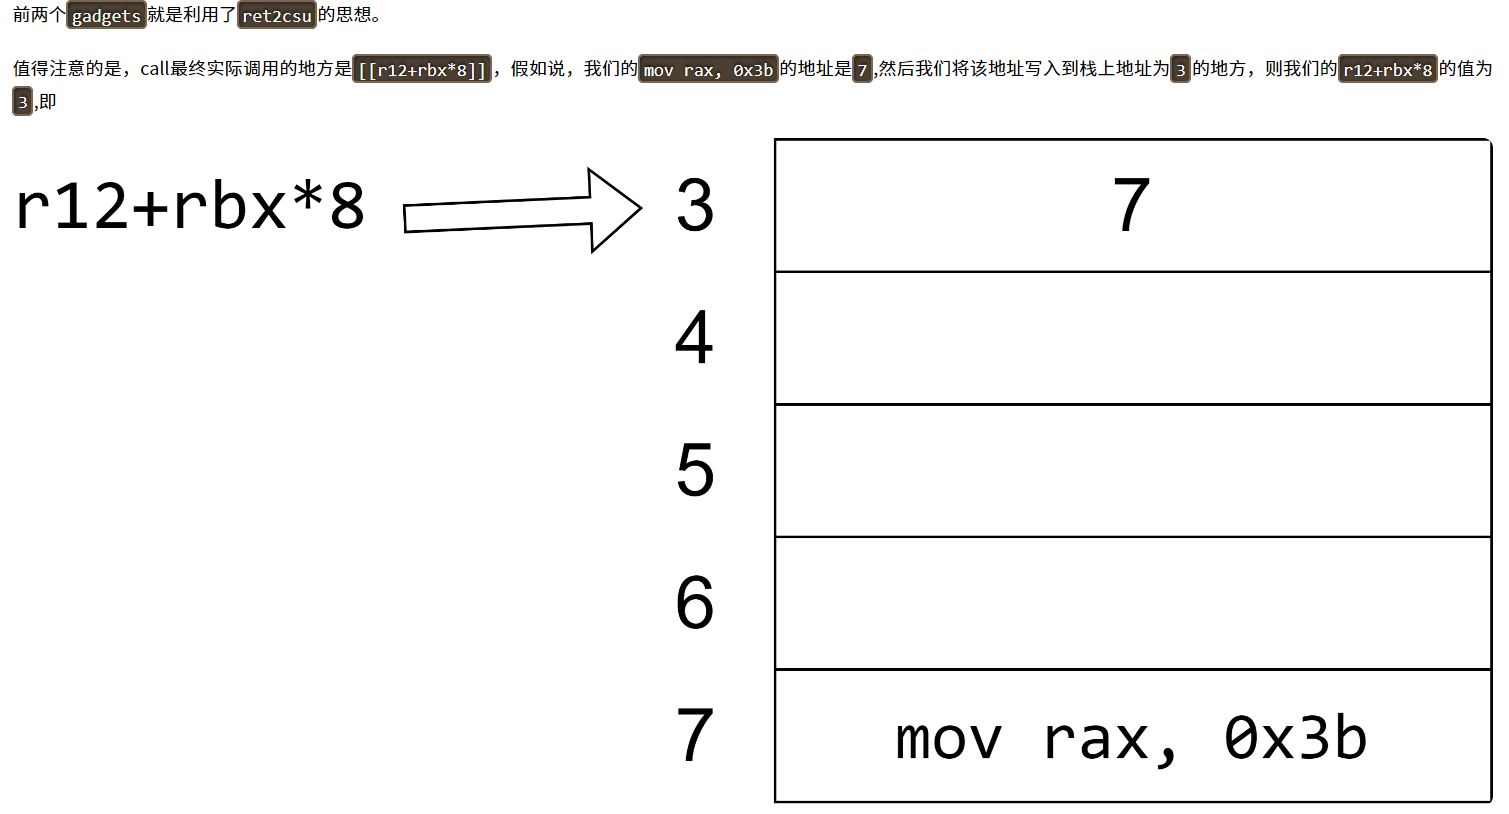 前两个gadgets就是利用了ret2csu的思想。
值得注意的是，call最终实际调用的地方是[[r12+rbx*8]]，假如说，我们的mov rax, 0x3b的地址是7,然后我们将该地址写入到栈上地址为3的地方，则我们的r12+rbx*8的值为
3,即
r12+rbx*8 3 7
4
5
6
7 mov rax, 0x3b